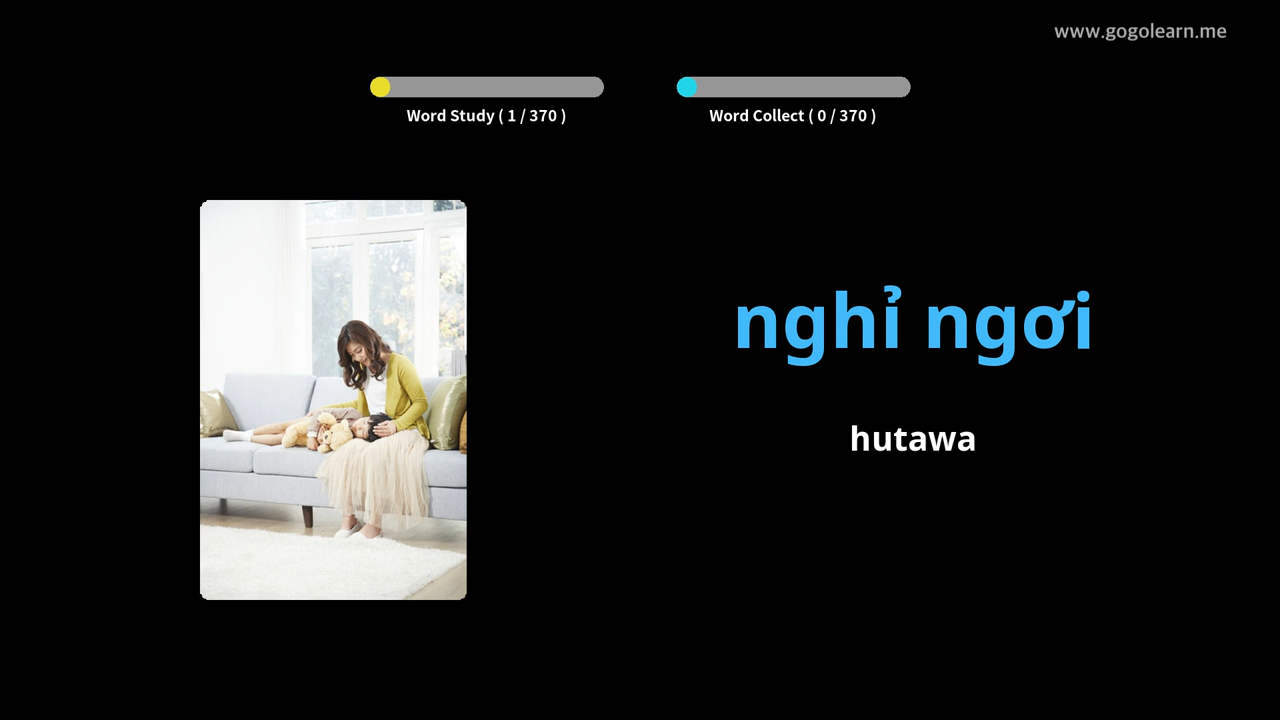 www.gogolearn.me
Word Study ( 1 / 370 )
Word Collect ( 0 / 370 )
nghỉ ngơi
hutawa